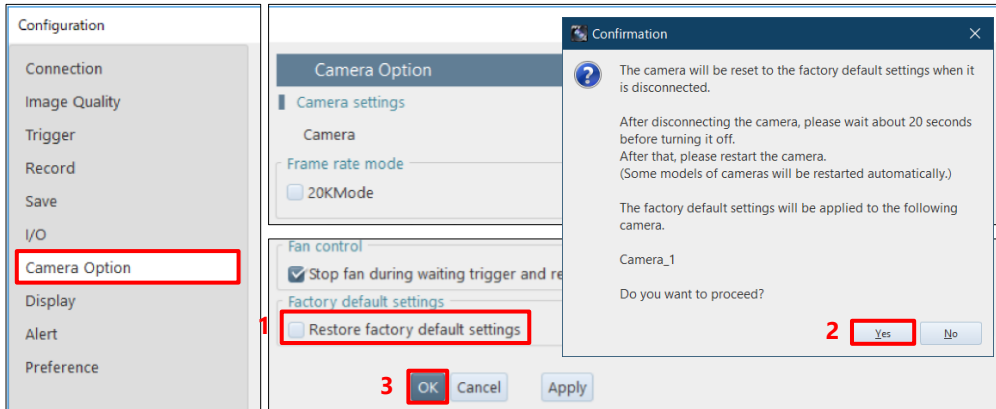 Configuration
Connection
Image Quality
Trigger
Record
Save
I/O
Camera Option
Display
Alert
Preference
Camera Option
Camera settings
Camera
Frame rate mode
20KMode
Fan control
Stop fan during waiting trigger and re
Factory default settings
1
Restore factory default settings
3
OK
Cancel
Apply
Confirmation
The camera will be reset to the factory default settings when it
is disconnected.
After disconnecting the camera, please wait about 20 seconds
before turning it off.
After that, please restart the camera.
(Some models of cameras will be restarted automatically.)
The factory default settings will be applied to the following
camera.
Camera_1
Do you want to proceed?
2
Yes
No